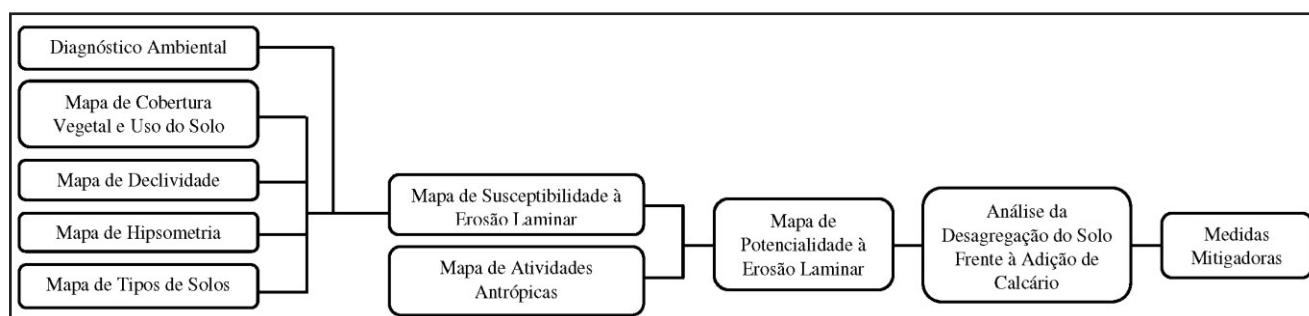 Diagnóstico Ambiental
Mapa de Cobertura
Vegetal e Uso do Solo
Mapa de Declividade
Mapa de Hipsometria
Mapa de Tipos de Solos
Mapa de Susceptibilidade à
Erosão Laminar
Mapa de Atividades
Antrópicas
Mapa de
Potencialidade à
Erosão Laminar
Análise da
Desagregação do Solo
Frente à Adição de
Calcário
Medidas
Mitigadoras